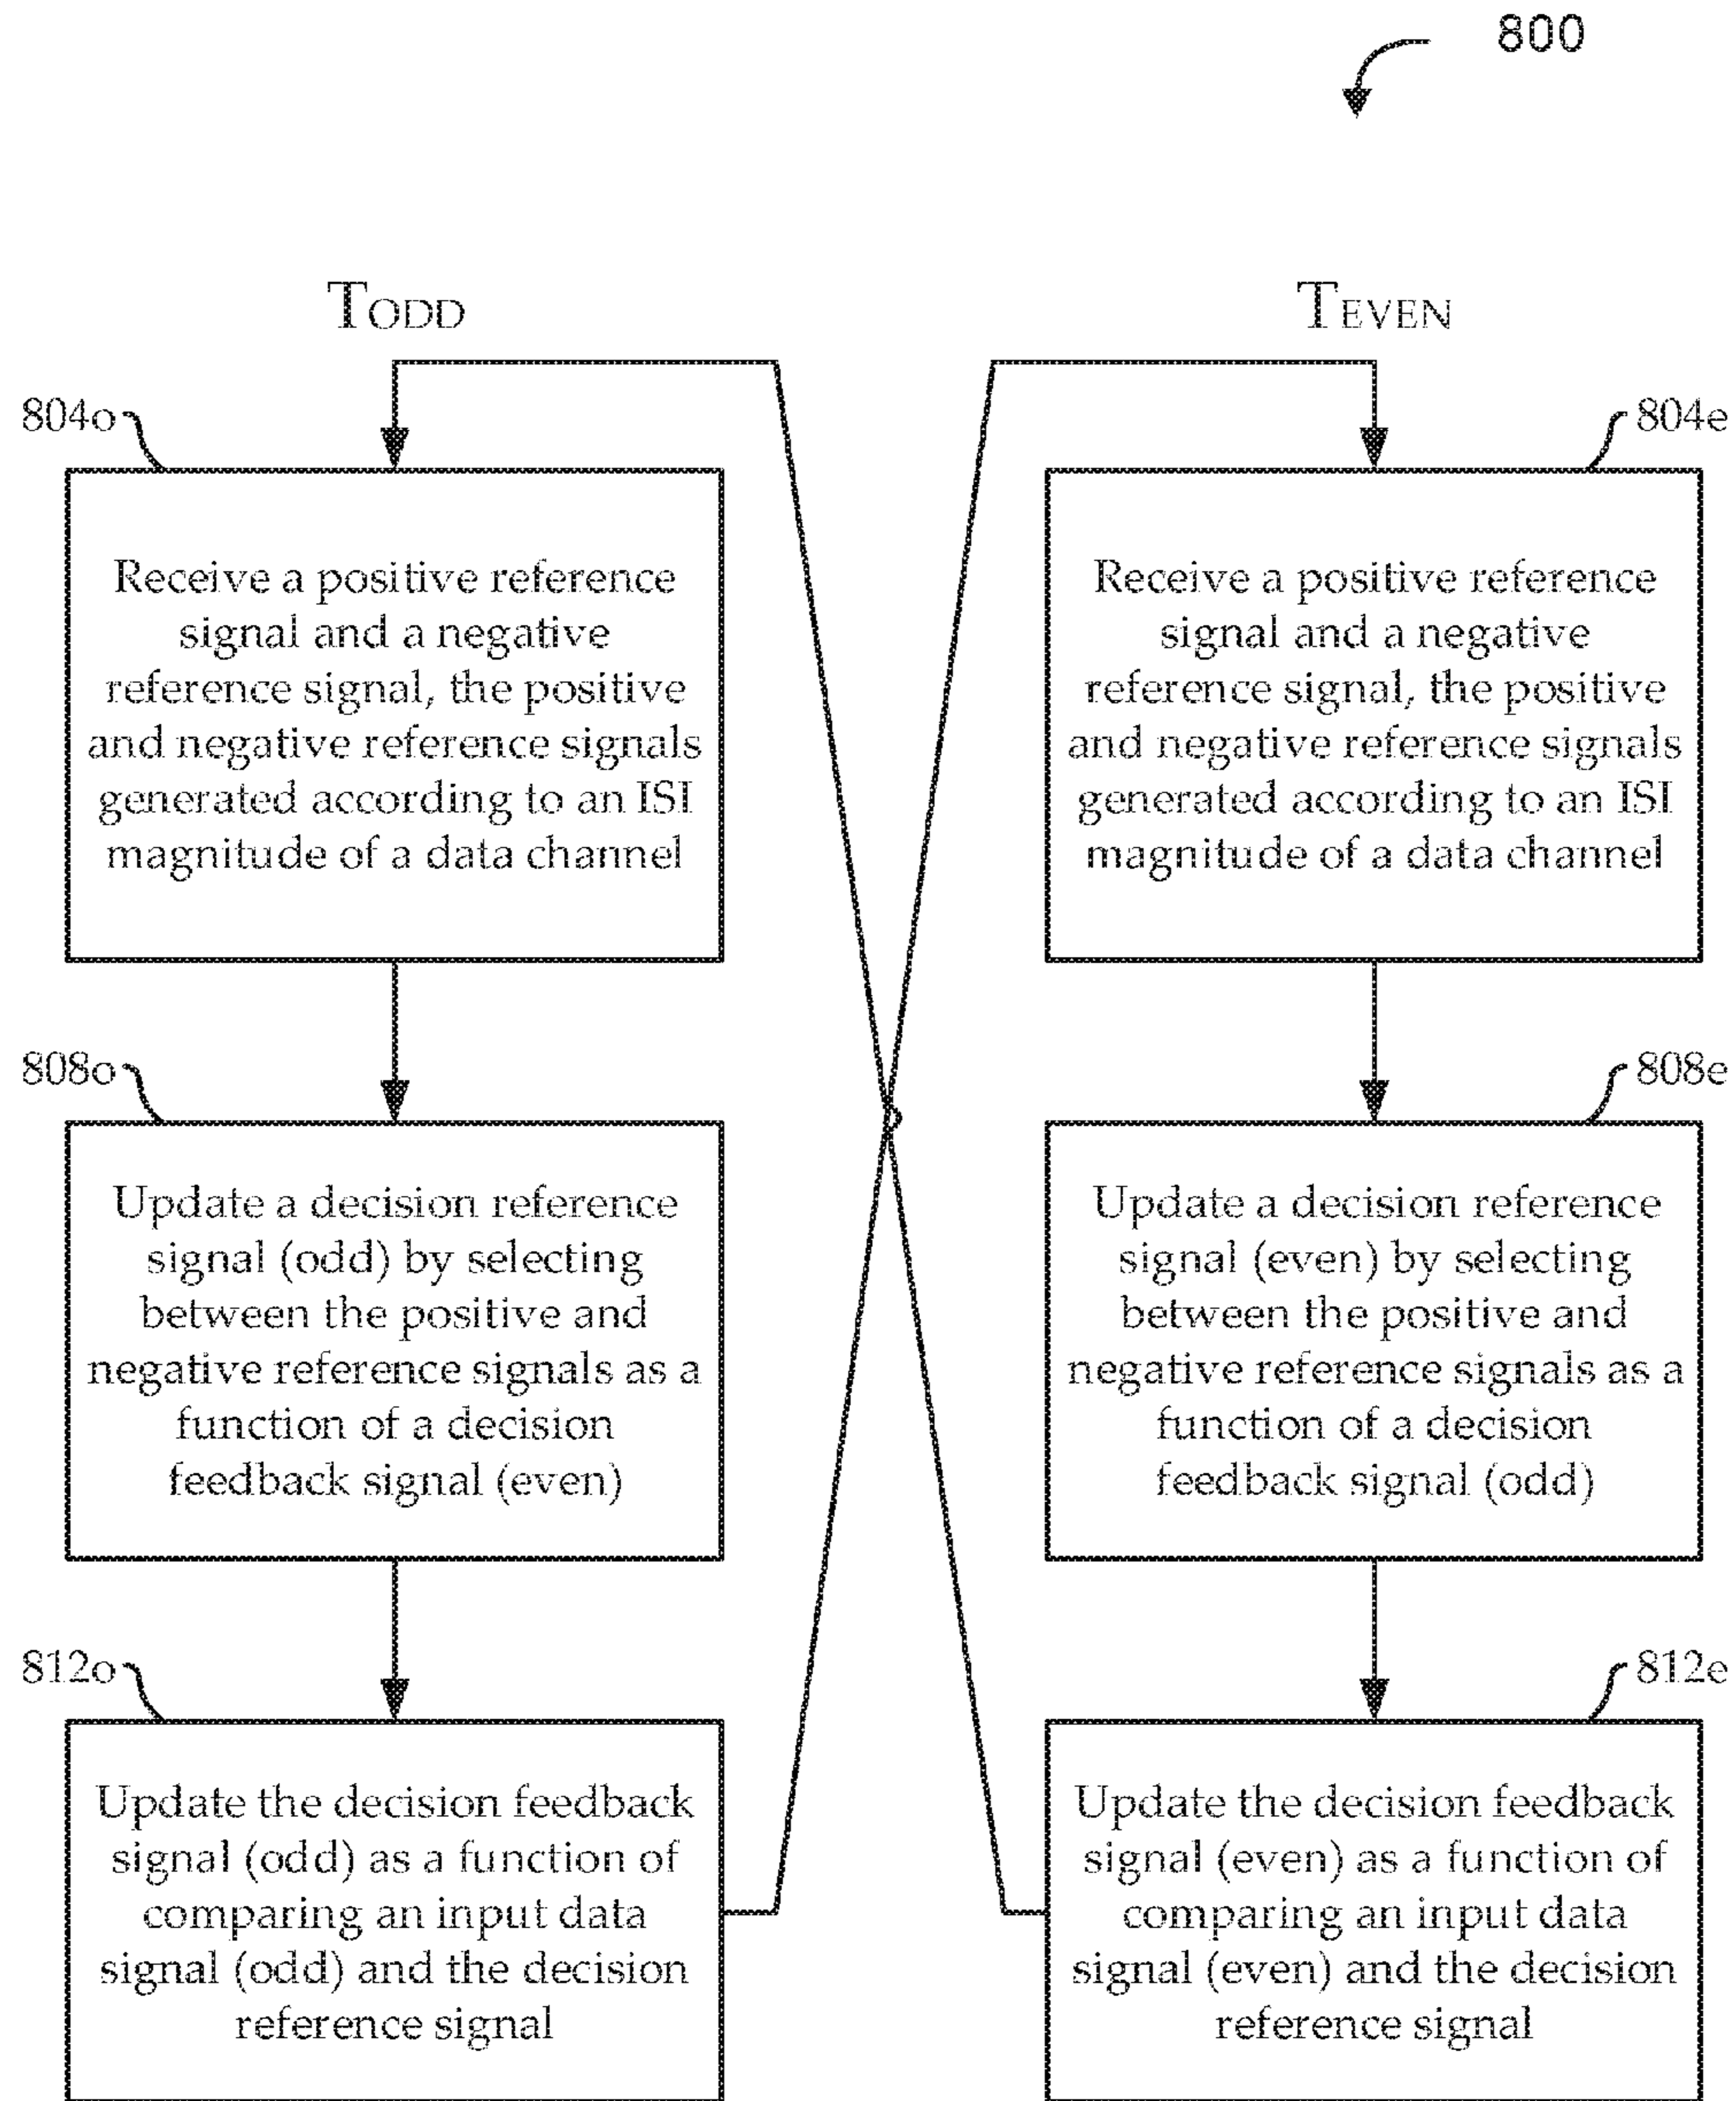 800
TODD
TEVEN
804o
804e
Receive a positive reference
signal and a negative
reference signal, the positive
and negative reference signals
generated according to an ISI
magnitude of a data channel
Receive a positive reference
signal and a negative
reference signal, the positive
and negative reference signals
generated according to an ISI
magnitude of a data channel
808o
808e
Update a decision reference
signal (odd) by selecting
between the positive and
negative reference signals as a
function of a decision
feedback signal (even)
Update a decision reference
signal (even) by selecting
between the positive and
negative reference signals as a
function of a decision
feedback signal (odd)
812o
812e
Update the decision feedback
signal (odd) as a function of
comparing an input data
signal (odd) and the decision
reference signal
Update the decision feedback
signal (even) as a function of
comparing an input data
signal (even) and the decision
reference signal